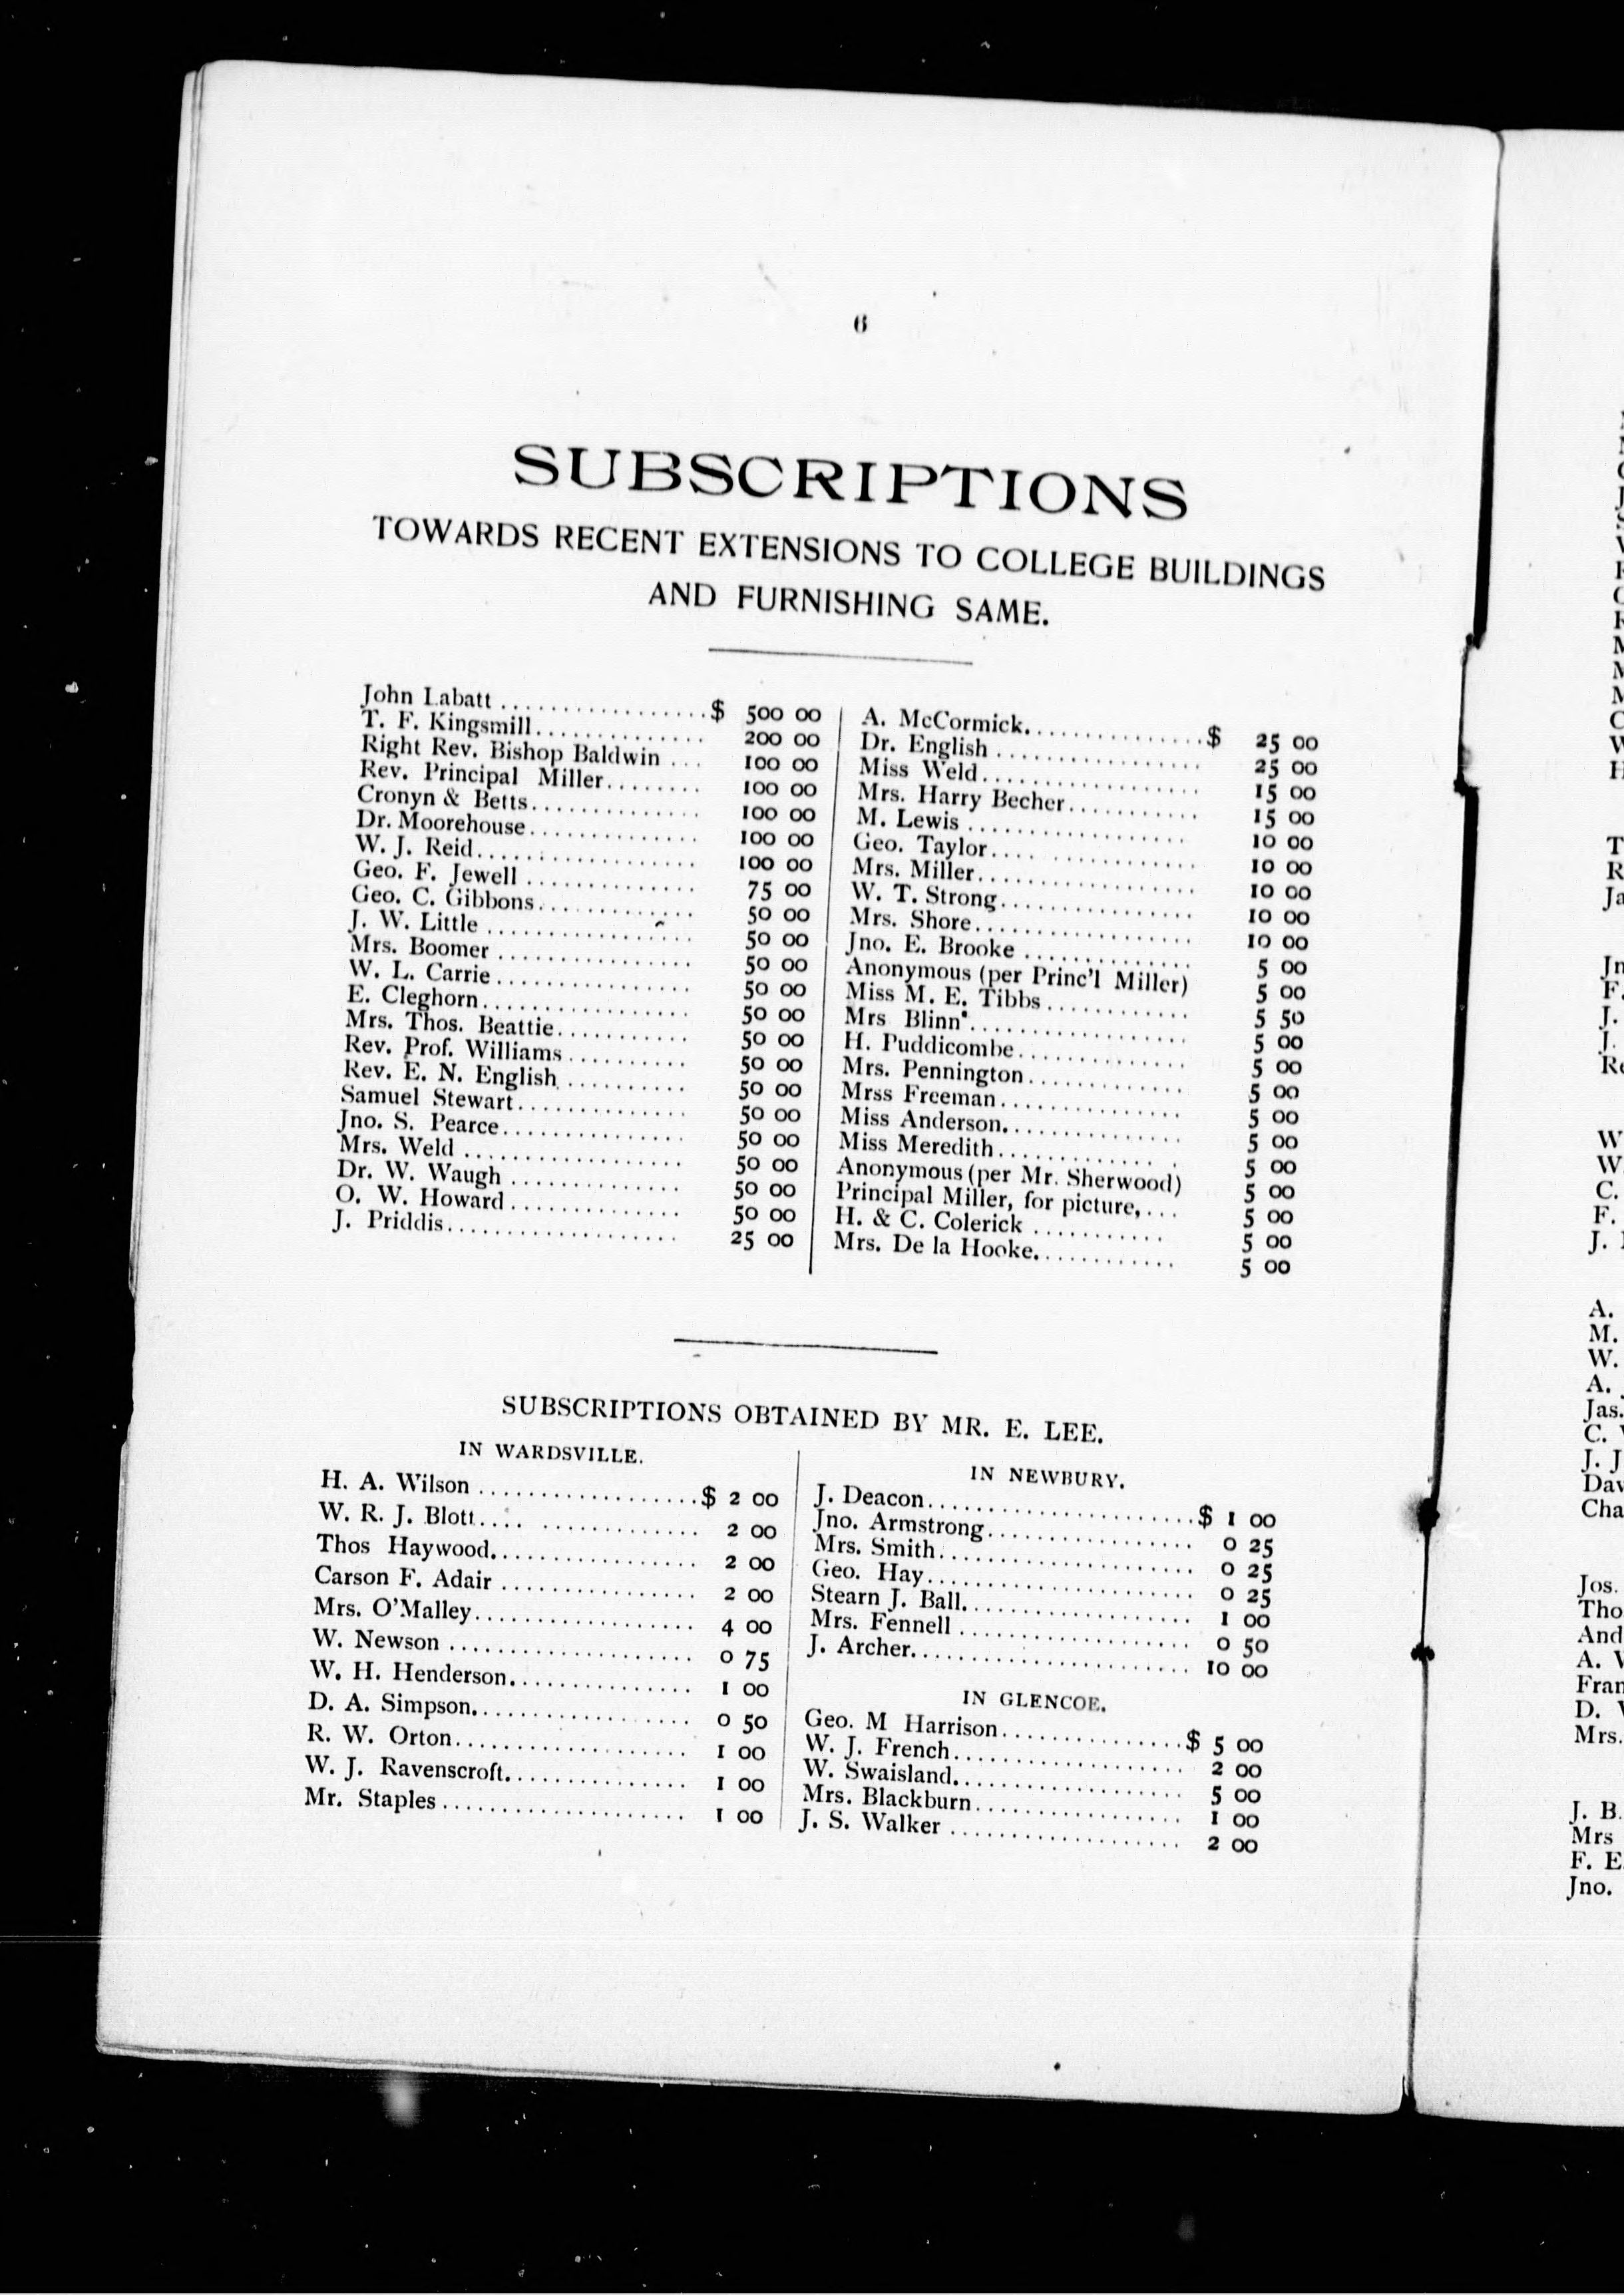 6
SUBSCRIPTIONS
TOWARDS RECENT EXTENSIONS TO COLLEGE BUILDINGS
AND FURNISHING SAME.
John Labatt .................. $ 500 00
T. F. Kingsmill ............... 200 00
Right Rev. Bishop Baldwin ... 100 00
Rev. Principal Miller ........ 100 00
Cronyn & Betts ............... 100 00
Dr. Moorehouse ............... 100 00
W. J. Reid .................... 100 00
Geo. F. Jewell ............... 75 00
Geo. C. Gibbons .............. 50 00
J. W. Little .................. 50 00
Mrs. Boomer .................. 50 00
W. L. Carrie .................. 50 00
E. Cleghorn ................... 50 00
Mrs. Thos. Beattie ........... 50 00
Rev. Prof. Williams .......... 50 00
Rev. E. N. English ........... 50 00
Samuel Stewart ............... 50 00
Jno. S. Pearce ................ 50 00
Mrs. Weld .................... 50 00
Dr. W. Waugh ................. 50 00
O. W. Howard ................. 50 00
J. Priddis .................... 25 00
A. McCormick ................ $ 25 00
Dr. English .................. 25 00
Miss Weld .................... 15 00
Mrs. Harry Becher ........... 15 00
M. Lewis ..................... 10 00
Geo. Taylor .................. 10 00
Mrs. Miller ................... 10 00
W. T. Strong ................. 10 00
Mrs. Shore ................... 10 00
Jno. E. Brooke ............... 5 00
Anonymous (per Princ'l Miller) 5 00
Miss M. E. Tibbs ............ 5 50
Mrs Blinn .................... 5 00
H. Puddicombe ............... 5 00
Mrs. Pennington ............. 5 00
Mrss Freeman ................ 5 00
Miss Anderson ............... 5 00
Miss Meredith ............... 5 00
Anonymous (per Mr. Sherwood) 5 00
Principal Miller, for picture, ... 5 00
H. & C. Colerick ............ 5 00
Mrs. De la Hooke ............ 5 00
SUBSCRIPTIONS OBTAINED BY MR. E. LEE.
IN WARDSVILLE.
H. A. Wilson ................... $ 2 00
W. R. J. Blott .................. 2 00
Thos Haywood ................. 2 00
Carson F. Adair ................ 2 00
Mrs. O'Malley .................. 4 00
W. Newson .................... 0 75
W. H. Henderson .............. 1 00
D. A. Simpson ................. 0 50
R. W. Orton ................... 1 00
W. J. Ravenscroft .............. 1 00
Mr. Staples .................... 1 00
IN NEWBURY.
J. Deacon ....................... $ 1 00
Jno. Armstrong ................. 0 25
Mrs. Smith ..................... 0 25
Geo. Hay ....................... 0 25
Stearn J. Ball ................... 1 00
Mrs. Fennell .................... 0 50
J. Archer ........................ 10 00
IN GLENCOE.
Geo. M Harrison ............... $ 5 00
W. J. French ................... 2 00
W. Swaisland ................... 5 00
Mrs. Blackburn ................. 1 00
J. S. Walker .................... 2 00